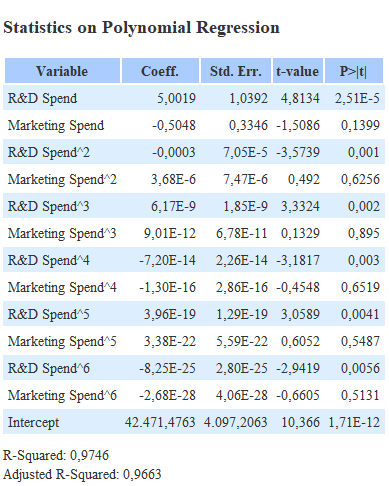 Statistics on Polynomial Regression
Variable Coeff. Std. Err. t-value P>|t|
R&D Spend 5,0019 1,0392 4,8134 2,51E-5
Marketing Spend -0,5048 0,3346 -1,5086 0,1399
R&D Spend^2 -0,0003 7,05E-5 -3,5739 0,001
Marketing Spend^2 3,68E-6 7,47E-6 0,492 0,6256
R&D Spend^3 6,17E-9 1,85E-9 3,3324 0,002
Marketing Spend^3 9,01E-12 6,78E-11 0,1329 0,895
R&D Spend^4 -7,20E-14 2,26E-14 -3,1817 0,003
Marketing Spend^4 -1,30E-16 2,86E-16 -0,4548 0,6519
R&D Spend^5 3,96E-19 1,29E-19 3,0589 0,0041
Marketing Spend^5 3,38E-22 5,59E-22 0,6052 0,5487
R&D Spend^6 -8,25E-25 2,80E-25 -2,9419 0,0056
Marketing Spend^6 -2,68E-28 4,06E-28 -0,6605 0,5131
Intercept 42.471,4763 4.097,2063 10,366 1,71E-12
R-Squared: 0,9746
Adjusted R-Squared: 0,9663